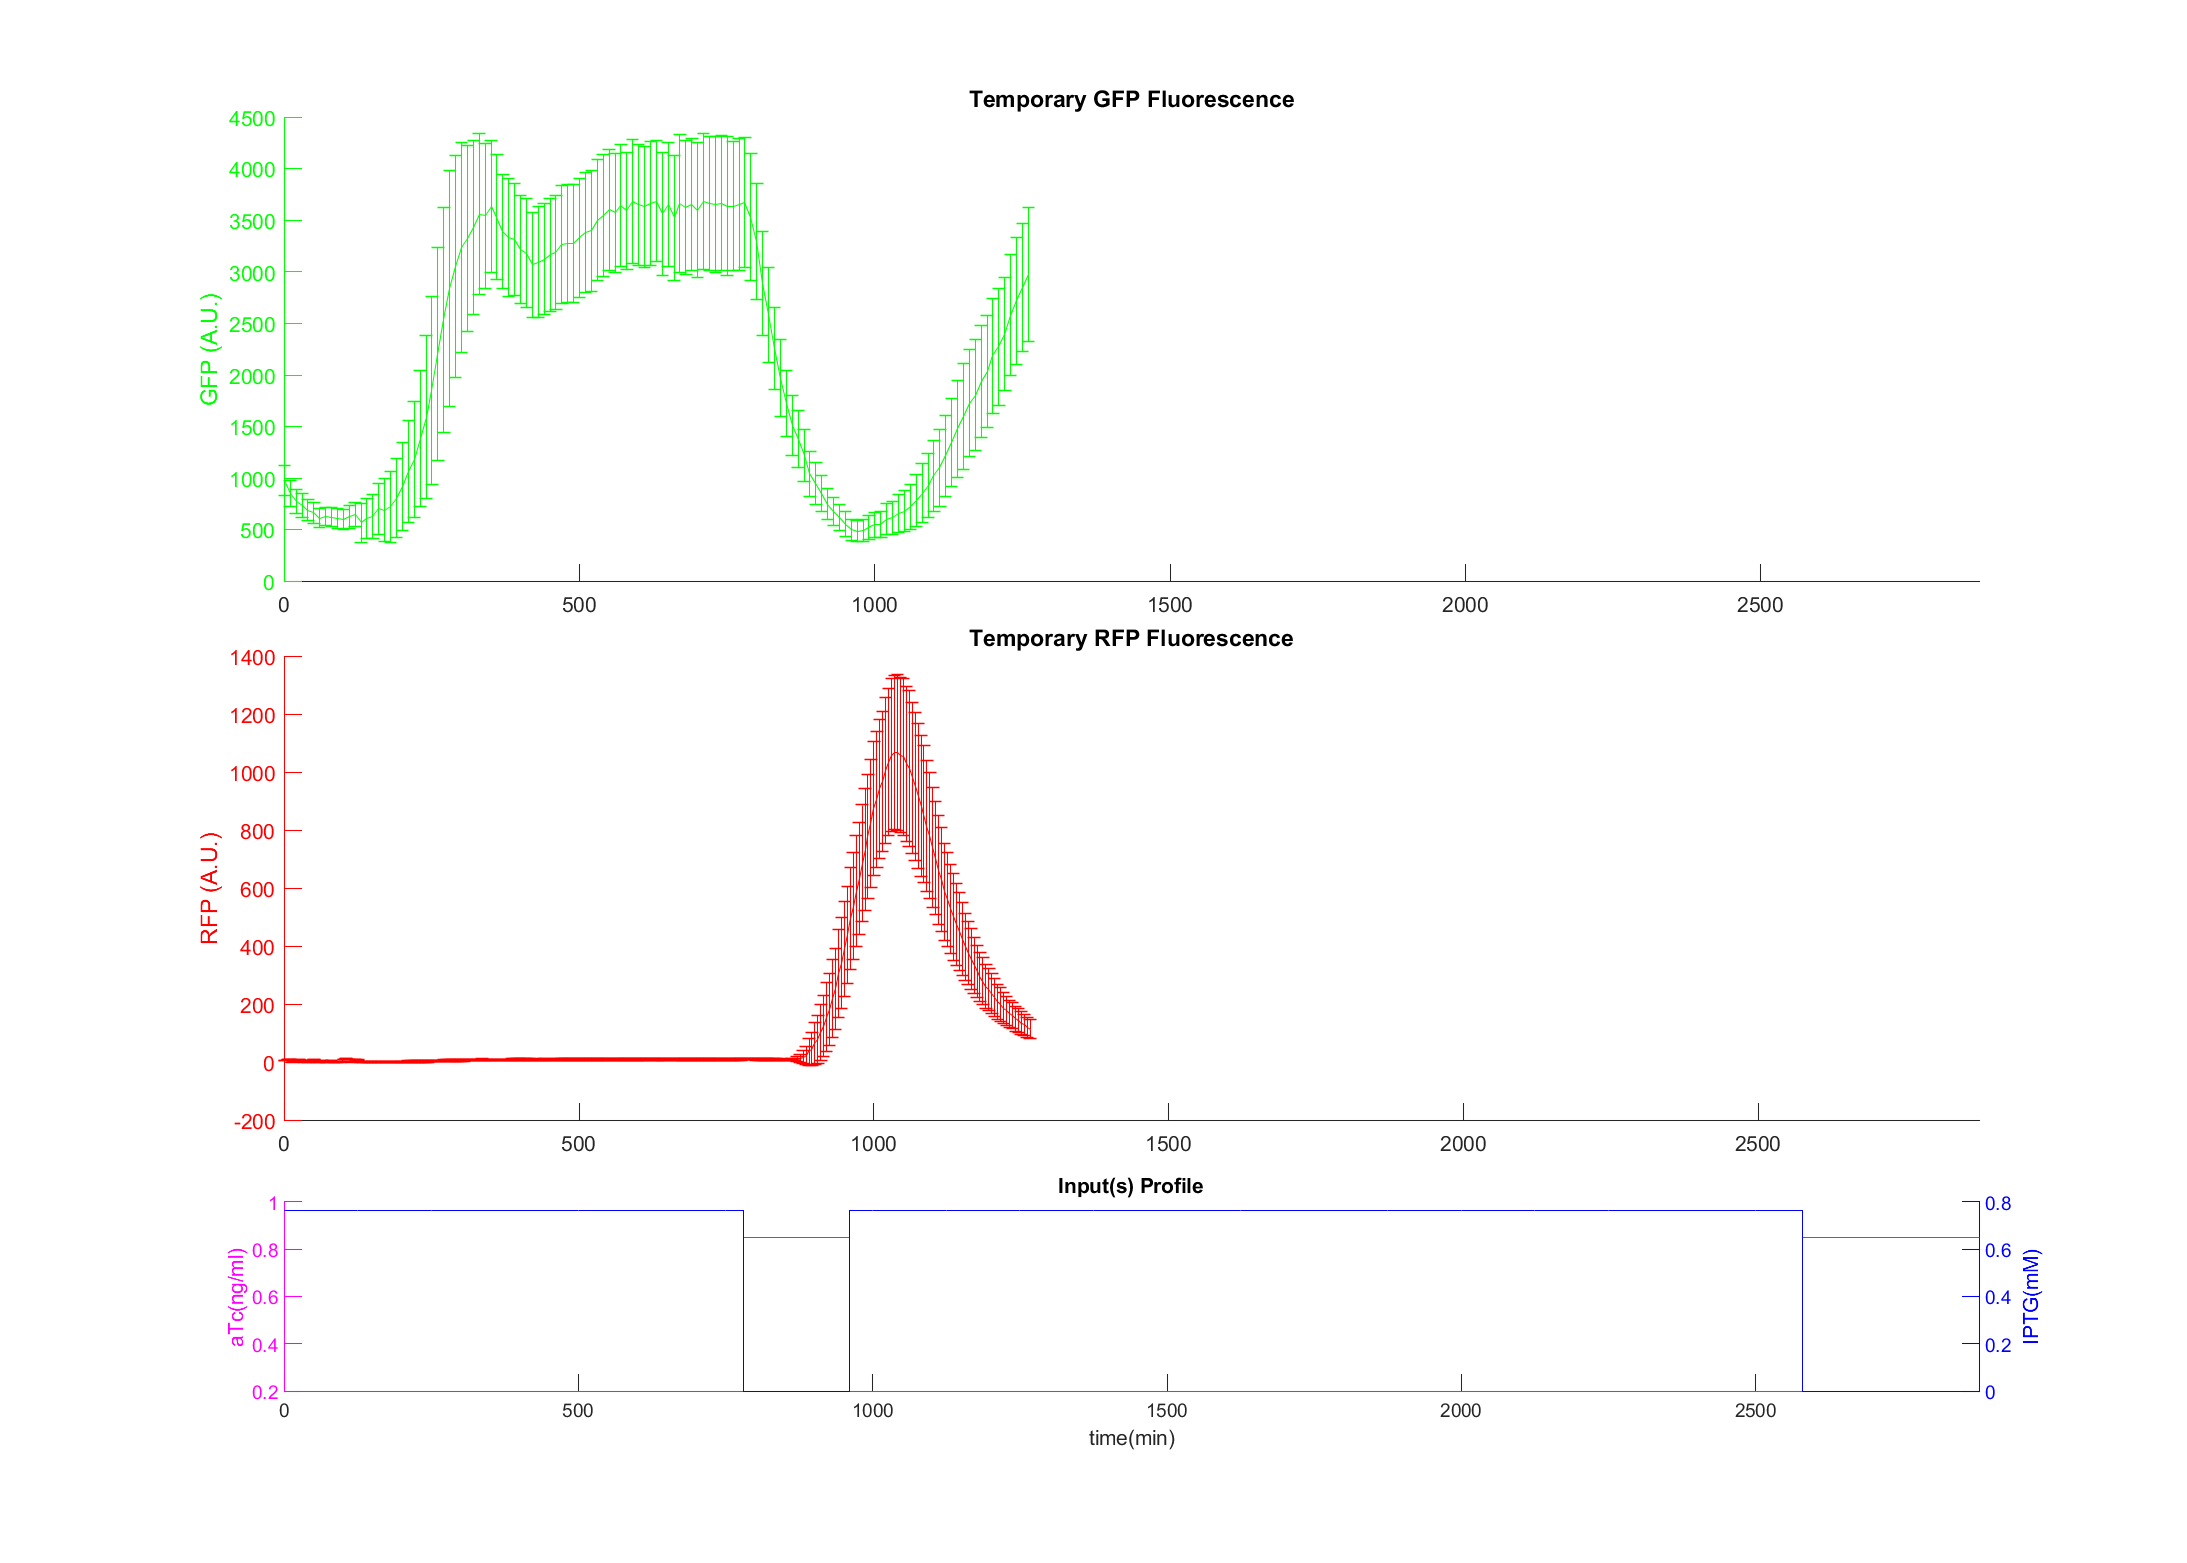 Temporary GFP Fluorescence
4500
4000
3500
3000
2500
2000
1500
1000
500
0
GFP (A.U.)
0 500 1000 1500 2000 2500
Temporary RFP Fluorescence
1400
1200
1000
800
600
400
200
0
-200
RFP (A.U.)
0 500 1000 1500 2000 2500
Input(s) Profile
1
0.8
0.6
0.4
0.2
aTc(ng/ml)
0.8
0.6
0.4
0.2
0
IPTG(mM)
0 500 1000 1500 2000 2500
time(min)